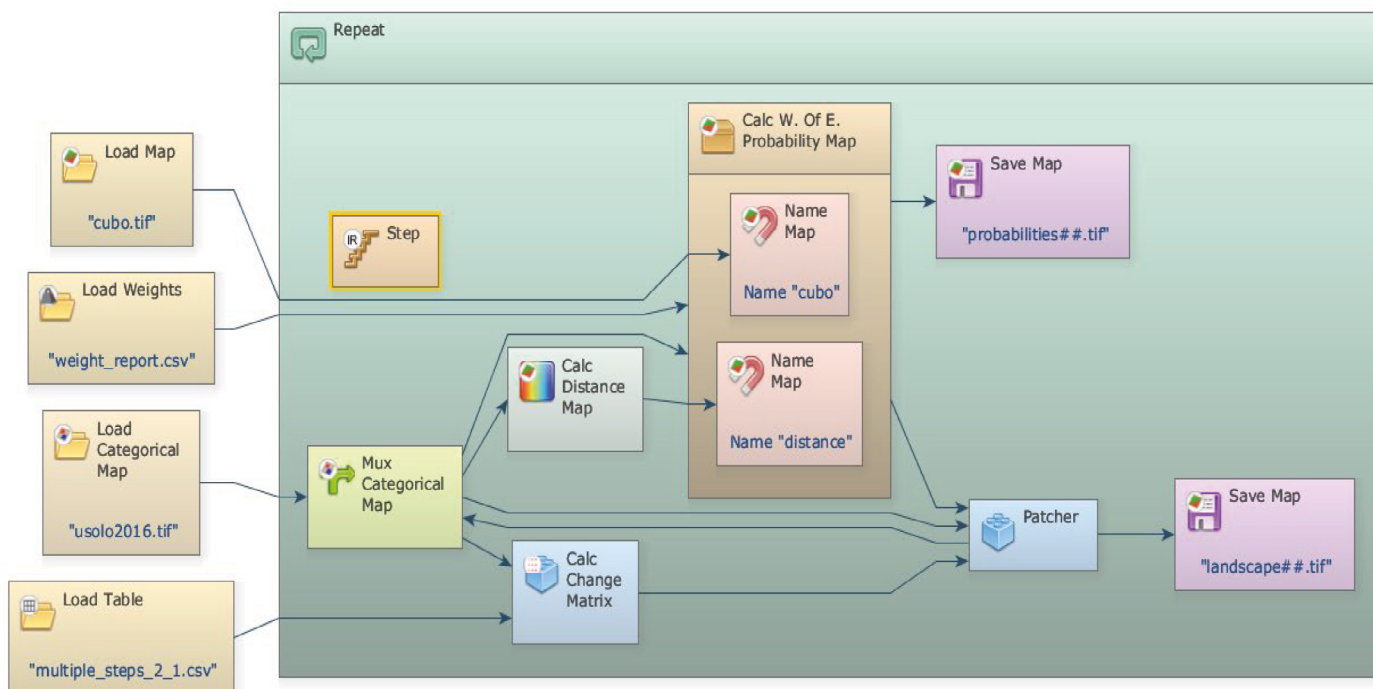 Repeat
Load Map
"cubo.tif"
Load Weights
"weight_report.csv"
Load
Categorical
Map
"usolo2016.tif"
Load Table
"multiple_steps_2_1.csv"
IR
Step
Mux
Categorical
Map
Calc
Distance
Map
Calc
Change
Matrix
Calc W. Of E.
Probability Map
Name
Map
Name "cubo"
Name
Map
Name "distance"
Save Map
"probabilities##.tif"
Patcher
Save Map
"landscape##.tif"